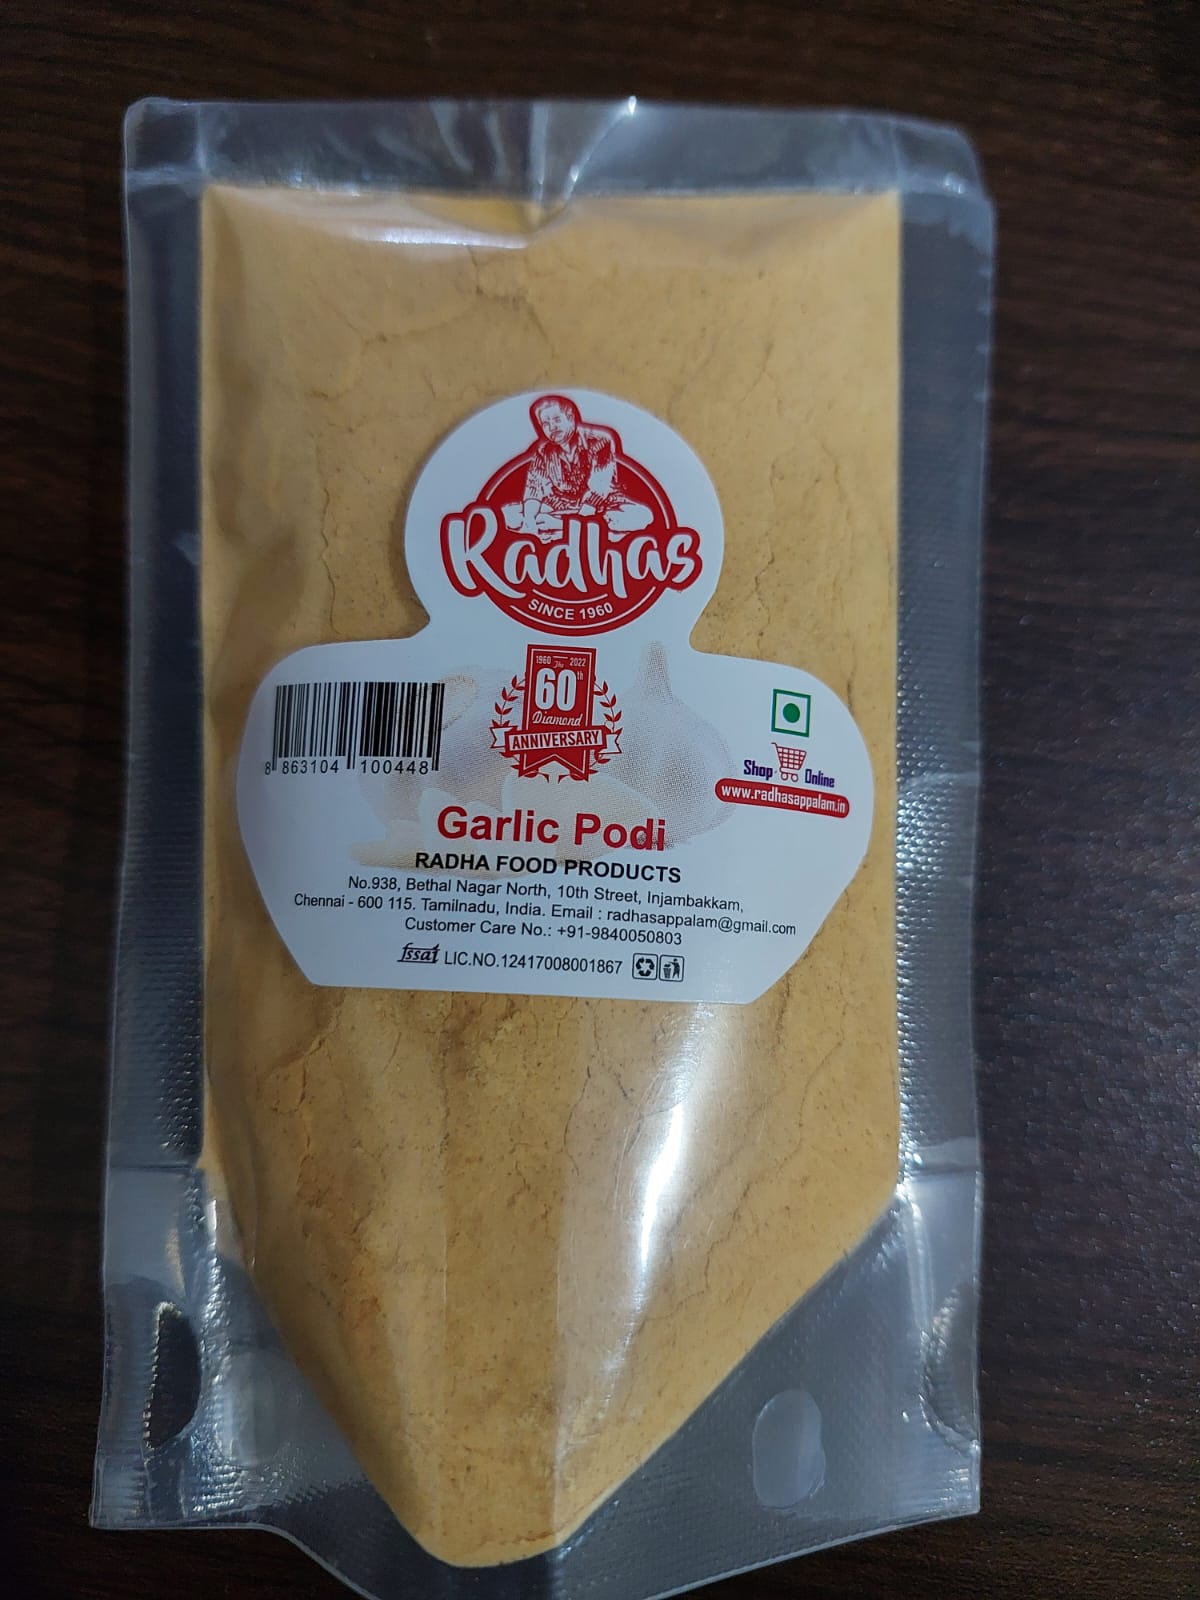 Radhas
SINCE 1960
1960 The 2022
60th
Diamond
ANNIVERSARY
8 863104 100448
Shop Online
www.radhasappalam.in
Garlic Podi
RADHA FOOD PRODUCTS
No.938, Bethal Nagar North, 10th Street, Injambakkam,
Chennai - 600 115. Tamilnadu, India. Email : radhasappalam@gmail.com
Customer Care No.: +91-9840050803
fssai LIC.NO.12417008001867